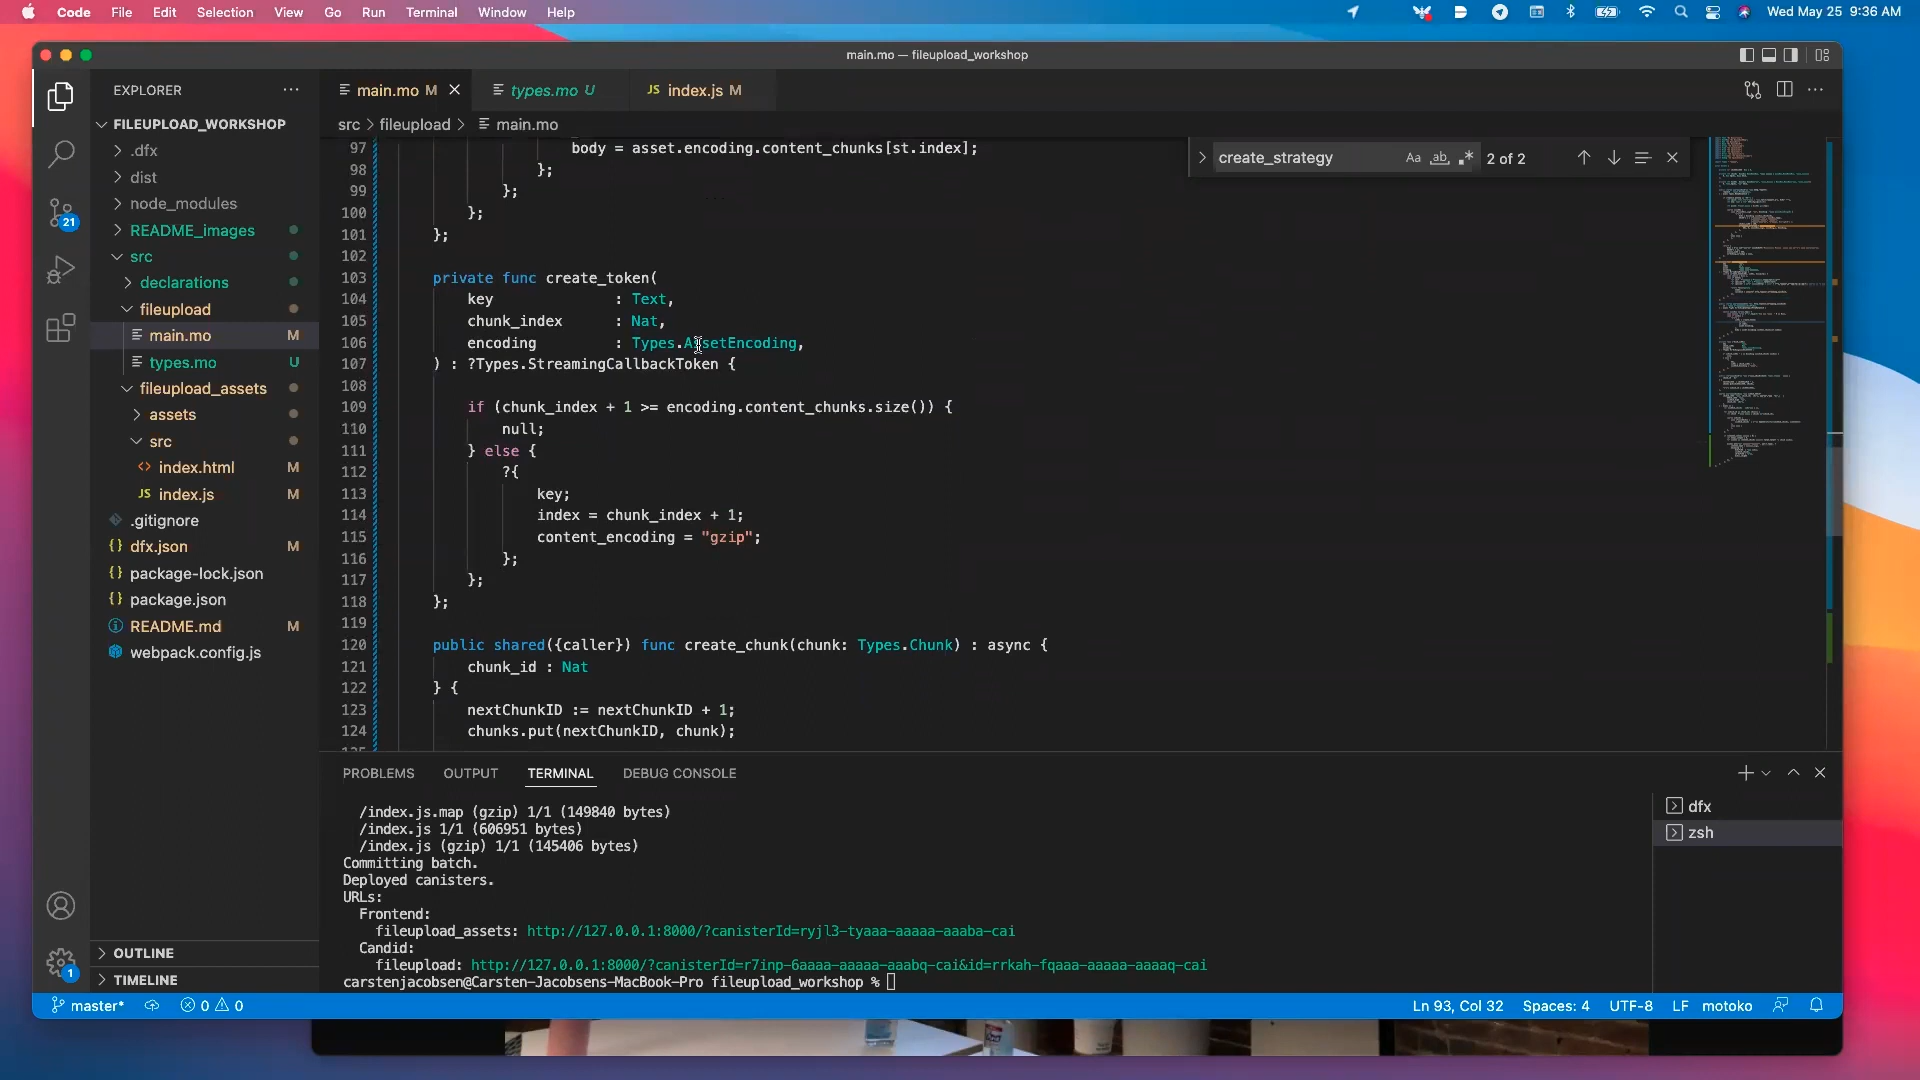 Code File Edit Selection View Go Run Terminal Window Help Wed May 25 9:36 AM
main.mo — fileupload_workshop
EXPLORER
main.mo M types.mo U JS index.js M
FILEUPLOAD_WORKSHOP
src > fileupload > main.mo
.dfx
dist
node_modules
README_images
src
declarations
fileupload
main.mo M
types.mo U
fileupload_assets
assets
src
<> index.html M
JS index.js M
.gitignore
{} dfx.json M
{} package-lock.json
{} package.json
README.md M
webpack.config.js
OUTLINE
TIMELINE
21
1
create_strategy Aa ab 2 of 2
97 body = asset.encoding.content_chunks[st.index];
98 };
99 };
100 };
101 };
102
103 private func create_token(
104 key : Text,
105 chunk_index : Nat,
106 encoding : Types.AssetEncoding,
107 ) : ?Types.StreamingCallbackToken {
108
109 if (chunk_index + 1 >= encoding.content_chunks.size()) {
110 null;
111 } else {
112 ?{
113 key;
114 index = chunk_index + 1;
115 content_encoding = "gzip";
116 };
117 };
118 };
119
120 public shared({caller}) func create_chunk(chunk: Types.Chunk) : async {
121 chunk_id : Nat
122 } {
123 nextChunkID := nextChunkID + 1;
124 chunks.put(nextChunkID, chunk);
PROBLEMS OUTPUT TERMINAL DEBUG CONSOLE
/index.js.map (gzip) 1/1 (149840 bytes)
/index.js 1/1 (606951 bytes)
/index.js (gzip) 1/1 (145406 bytes)
Committing batch.
Deployed canisters.
URLs:
Frontend:
fileupload_assets: http://127.0.0.1:8000/?canisterId=ryjl3-tyaaa-aaaaa-aaaba-cai
Candid:
fileupload: http://127.0.0.1:8000/?canisterId=r7inp-6aaaa-aaaaa-aaabq-cai&id=rrkah-fqaaa-aaaaa-aaaaq-cai
carstenjacobsen@Carsten-Jacobsens-MacBook-Pro fileupload_workshop %
dfx
zsh
master* 0 0 Ln 93, Col 32 Spaces: 4 UTF-8 LF motoko